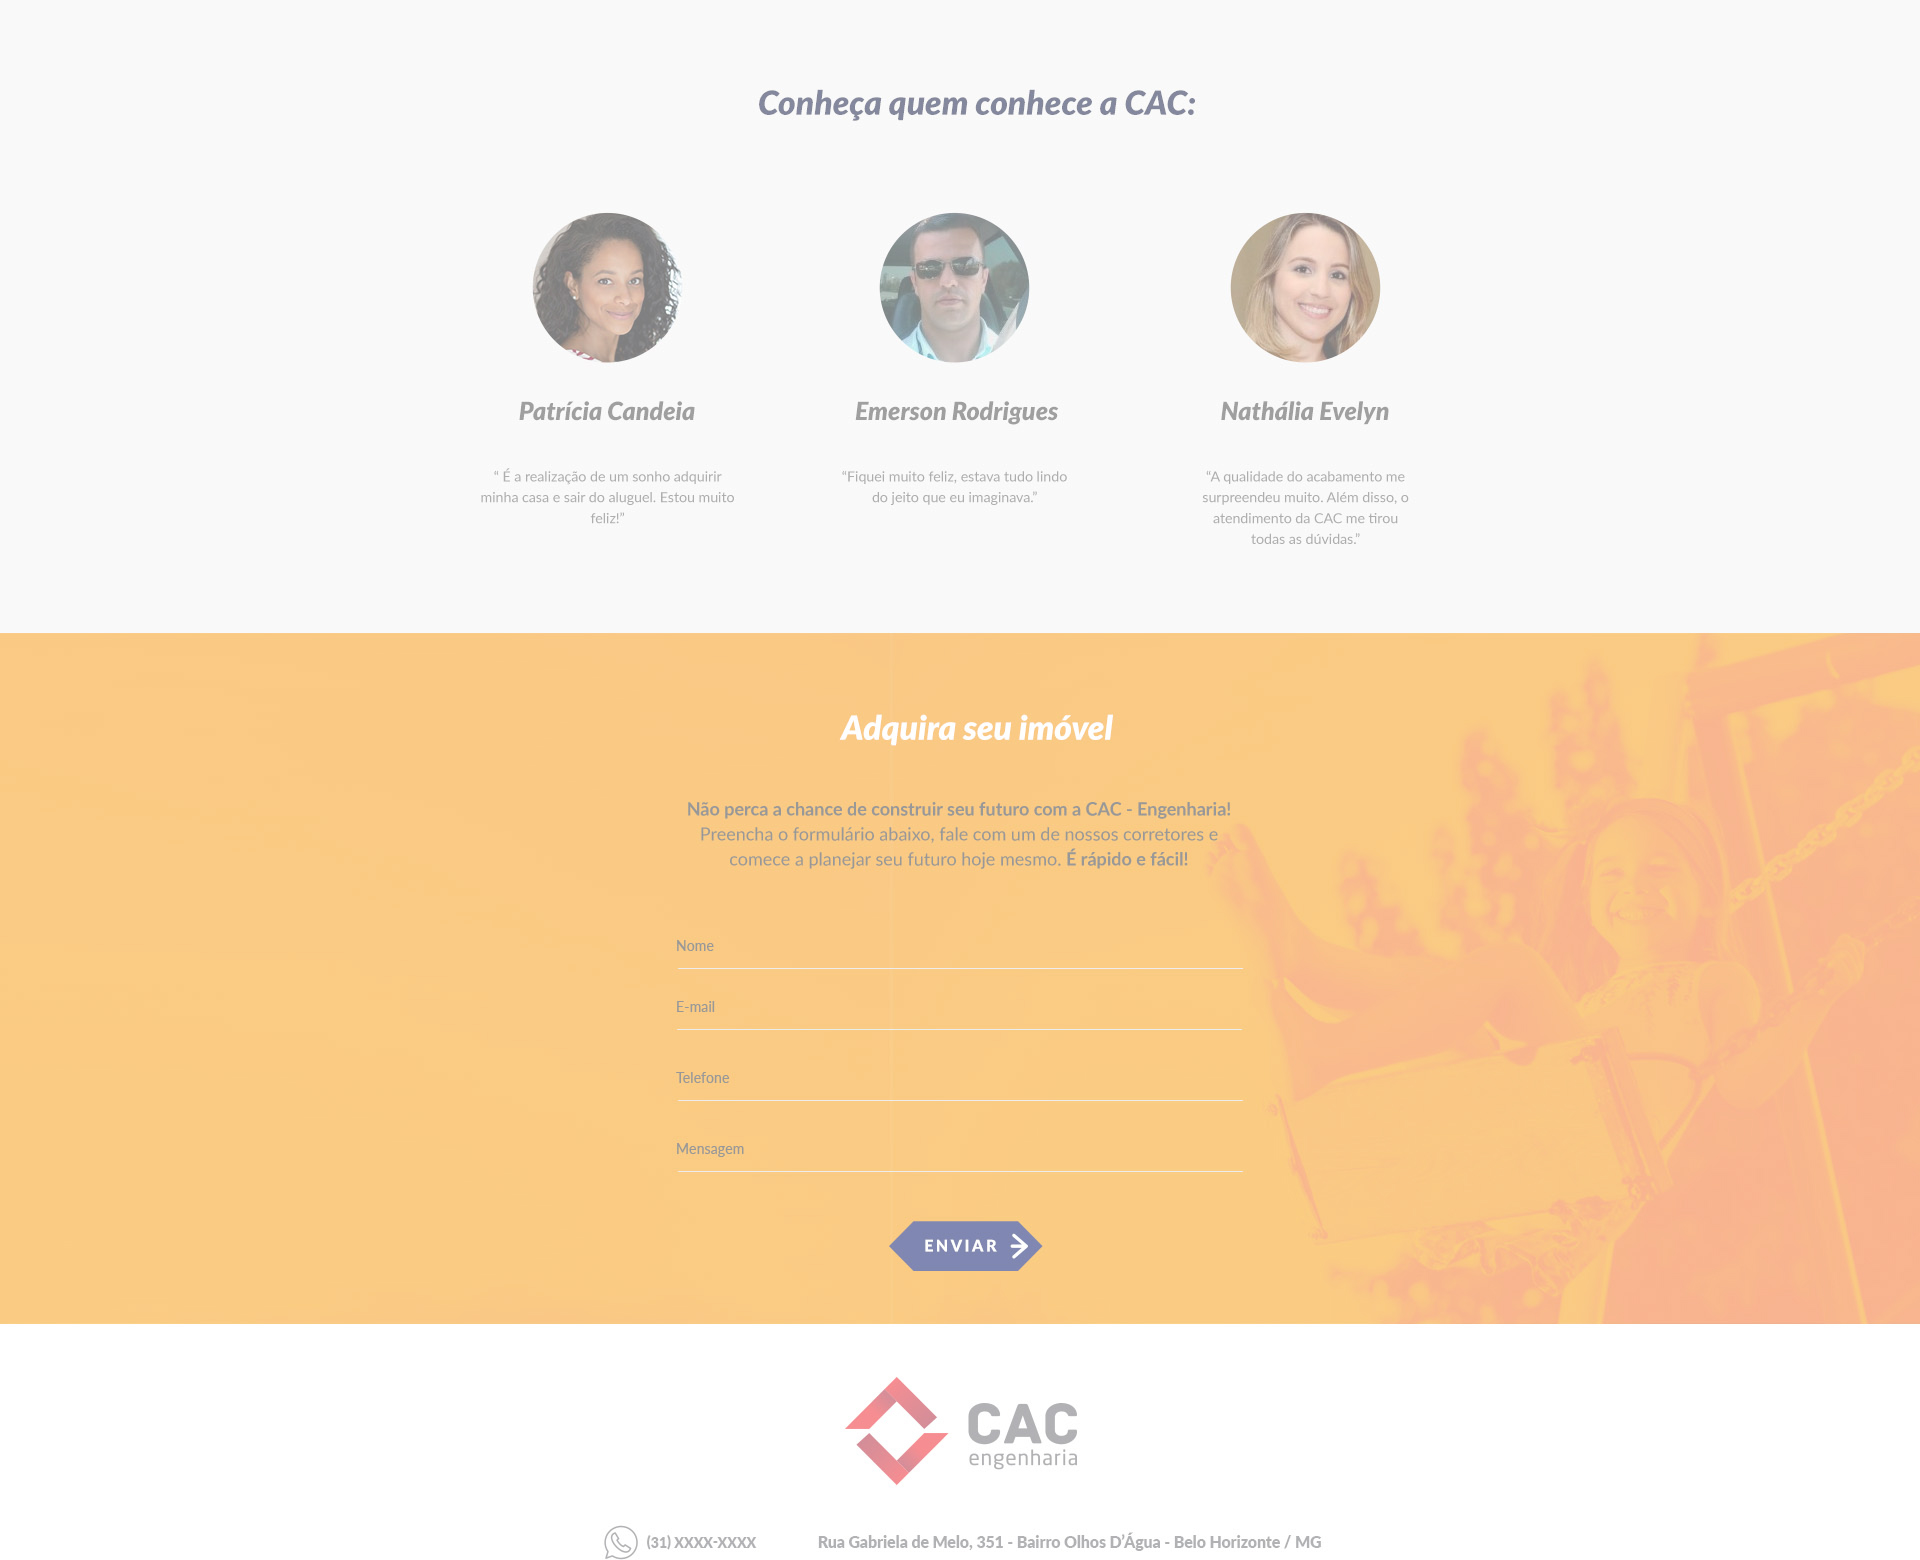 Conheça quem conhece a CAC:
Patrícia Candeia
“ É a realização de um sonho adquirir
minha casa e sair do aluguel. Estou muito
feliz!”
Emerson Rodrigues
“Fiquei muito feliz, estava tudo lindo
do jeito que eu imaginava.”
Nathália Evelyn
“A qualidade do acabamento me
surpreendeu muito. Além disso, o
atendimento da CAC me tirou
todas as dúvidas.”
Adquira seu imóvel
Não perca a chance de construir seu futuro com a CAC - Engenharia!
Preencha o formulário abaixo, fale com um de nossos corretores e
comece a planejar seu futuro hoje mesmo. É rápido e fácil!
Nome
E-mail
Telefone
Mensagem
ENVIAR
CAC
engenharia
(31) XXXX-XXXX
Rua Gabriela de Melo, 351 - Bairro Olhos D’Água - Belo Horizonte / MG